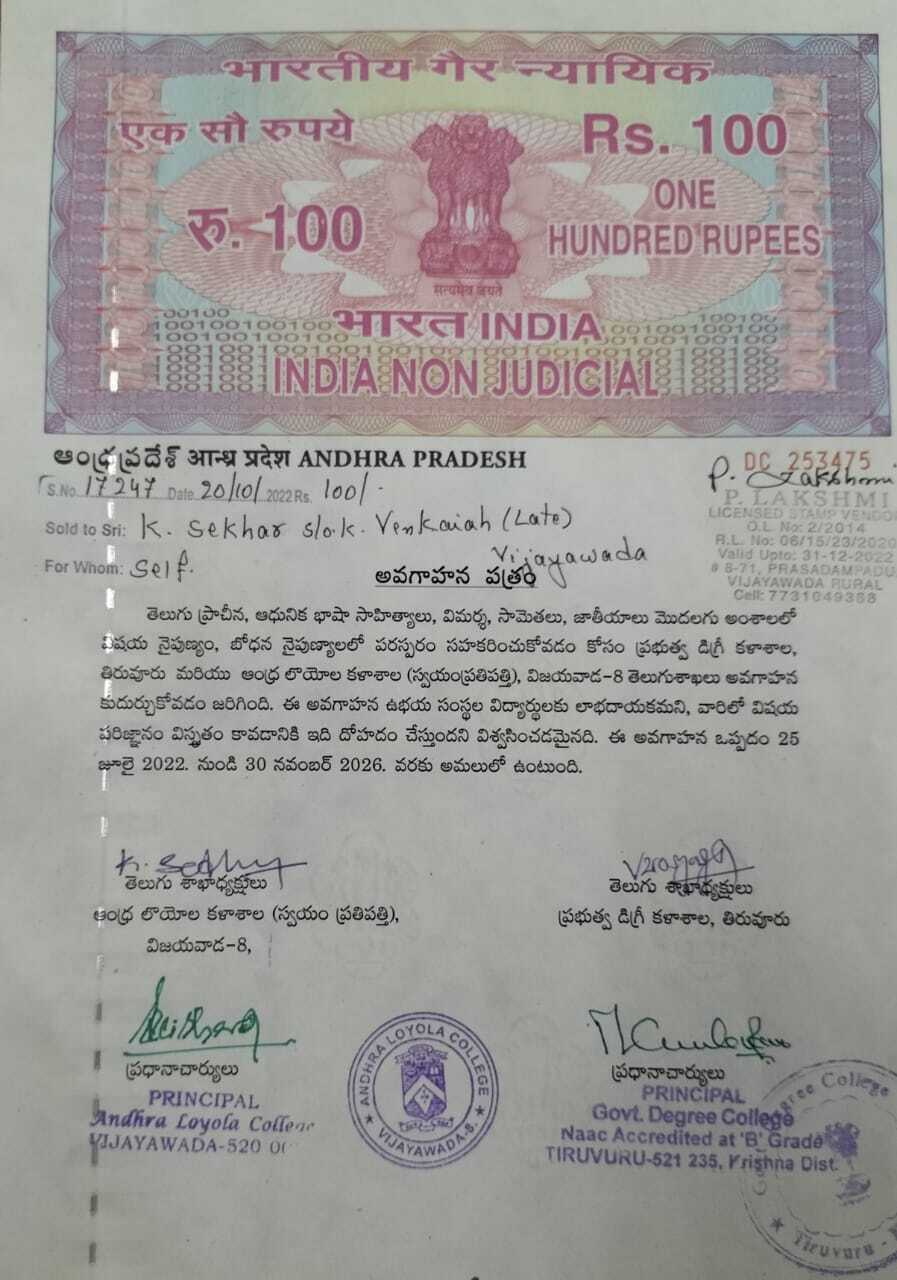 भारतीय गैर न्यायिक
एक सौ रुपये
Rs. 100
रु. 100
ONE
HUNDRED RUPEES
सत्यमेव जयते
भारत INDIA
INDIA NON JUDICIAL
ఆంధ్రప్రదేశ్ आन्ध्र प्रदेश ANDHRA PRADESH
DC 253475
S.No. 17247 Date 20/10/2022 Rs. 100/-
P. Lakshmi
P. LAKSHMI
LICENSED STAMP VENDOR
D.L. No: 2/2014
R.L. No: 06/15/23/2020
Valid Upto: 31-12-2022
# 8-71, PRASADAMPADU
VIJAYAWADA RURAL
Cell: 7731049388
Sold to Sri: K. Sekhar s/o.k. Venkaiah (Late)
Vijayawada
For Whom: Self.
అవగాహన పత్రం
తెలుగు ప్రాచీన, ఆధునిక భాషా సాహిత్యాలు, విమర్శ, సామెతలు, జాతీయాలు మొదలగు అంశాలలో
విషయ నైపుణ్యం, బోధన నైపుణ్యాలలో పరస్పరం సహకరించుకోవడం కోసం ప్రభుత్వ డిగ్రీ కళాశాల,
తిరువూరు మరియు ఆంధ్ర లొయోల కళాశాల (స్వయంప్రతిపత్తి), విజయవాడ-8 తెలుగుశాఖలు అవగాహన
కుదుర్చుకోవడం జరిగింది. ఈ అవగాహన ఉభయ సంస్థల విద్యార్థులకు లాభదాయకమని, వారిలో విషయ
పరిజ్ఞానం విస్తృతం కావడానికి ఇది దోహదం చేస్తుందని విశ్వసించడమైనది. ఈ అవగాహన ఒప్పదం 25
జూలై 2022. నుండి 30 నవంబర్ 2026. వరకు అమలులో ఉంటుంది.
తెలుగు శాఖాధ్యక్షులు
ఆంధ్ర లొయోల కళాశాల (స్వయం ప్రతిపత్తి),
విజయవాడ-8,
తెలుగు శాఖాధ్యక్షులు
ప్రభుత్వ డిగ్రీ కళాశాల, తిరువూరు
ప్రధానాచార్యులు
PRINCIPAL
Andhra Loyola College
VIJAYAWADA-520 00
ANDHRA LOYOLA COLLEGE
VIJAYAWADA-8.
ప్రధానాచార్యులు
PRINCIPAL
Govt. Degree College
Naac Accredited at 'B' Grade
TIRUVURU-521 235, Krishna Dist.
Degree College
Tiruvuru